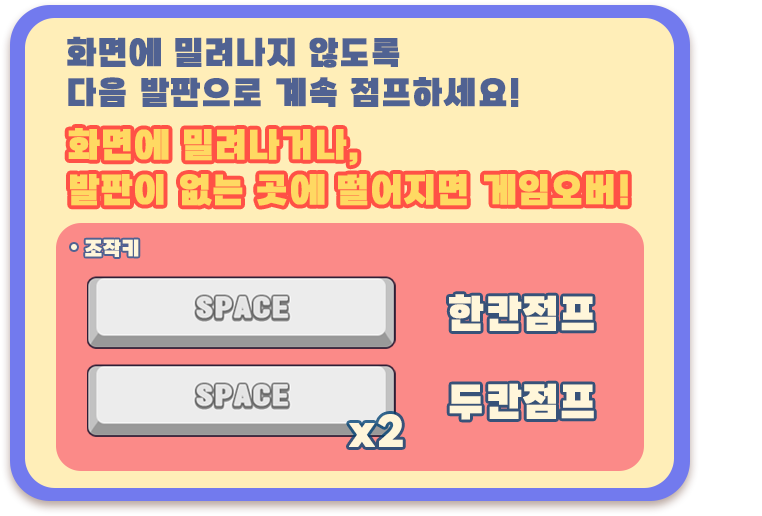 화면에 밀려나지 않도록
다음 발판으로 계속 점프하세요!
화면에 밀려나거나,
발판이 없는 곳에 떨어지면 게임오버!
• 조작키
SPACE 한칸점프
SPACE x2 두칸점프